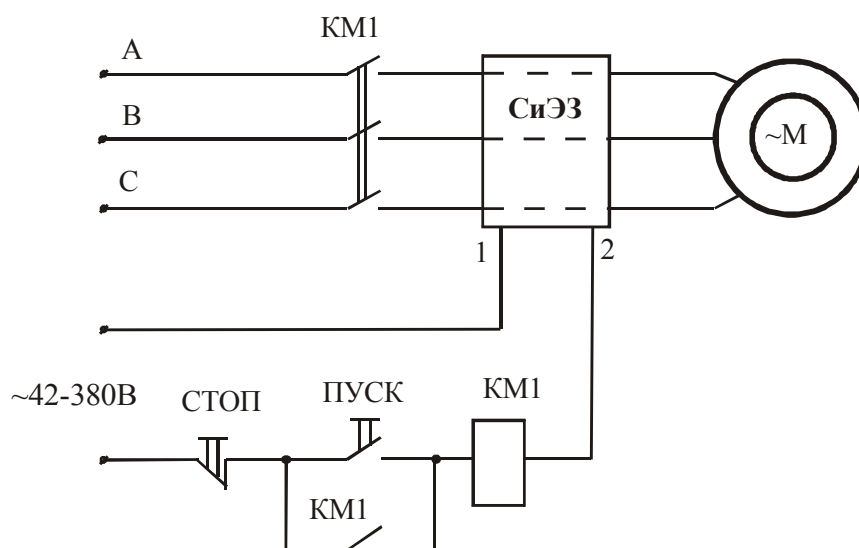 КМ1
А
В
С
СиЭЗ
~М
1
2
~42-380В
СТОП
ПУСК
КМ1
КМ1